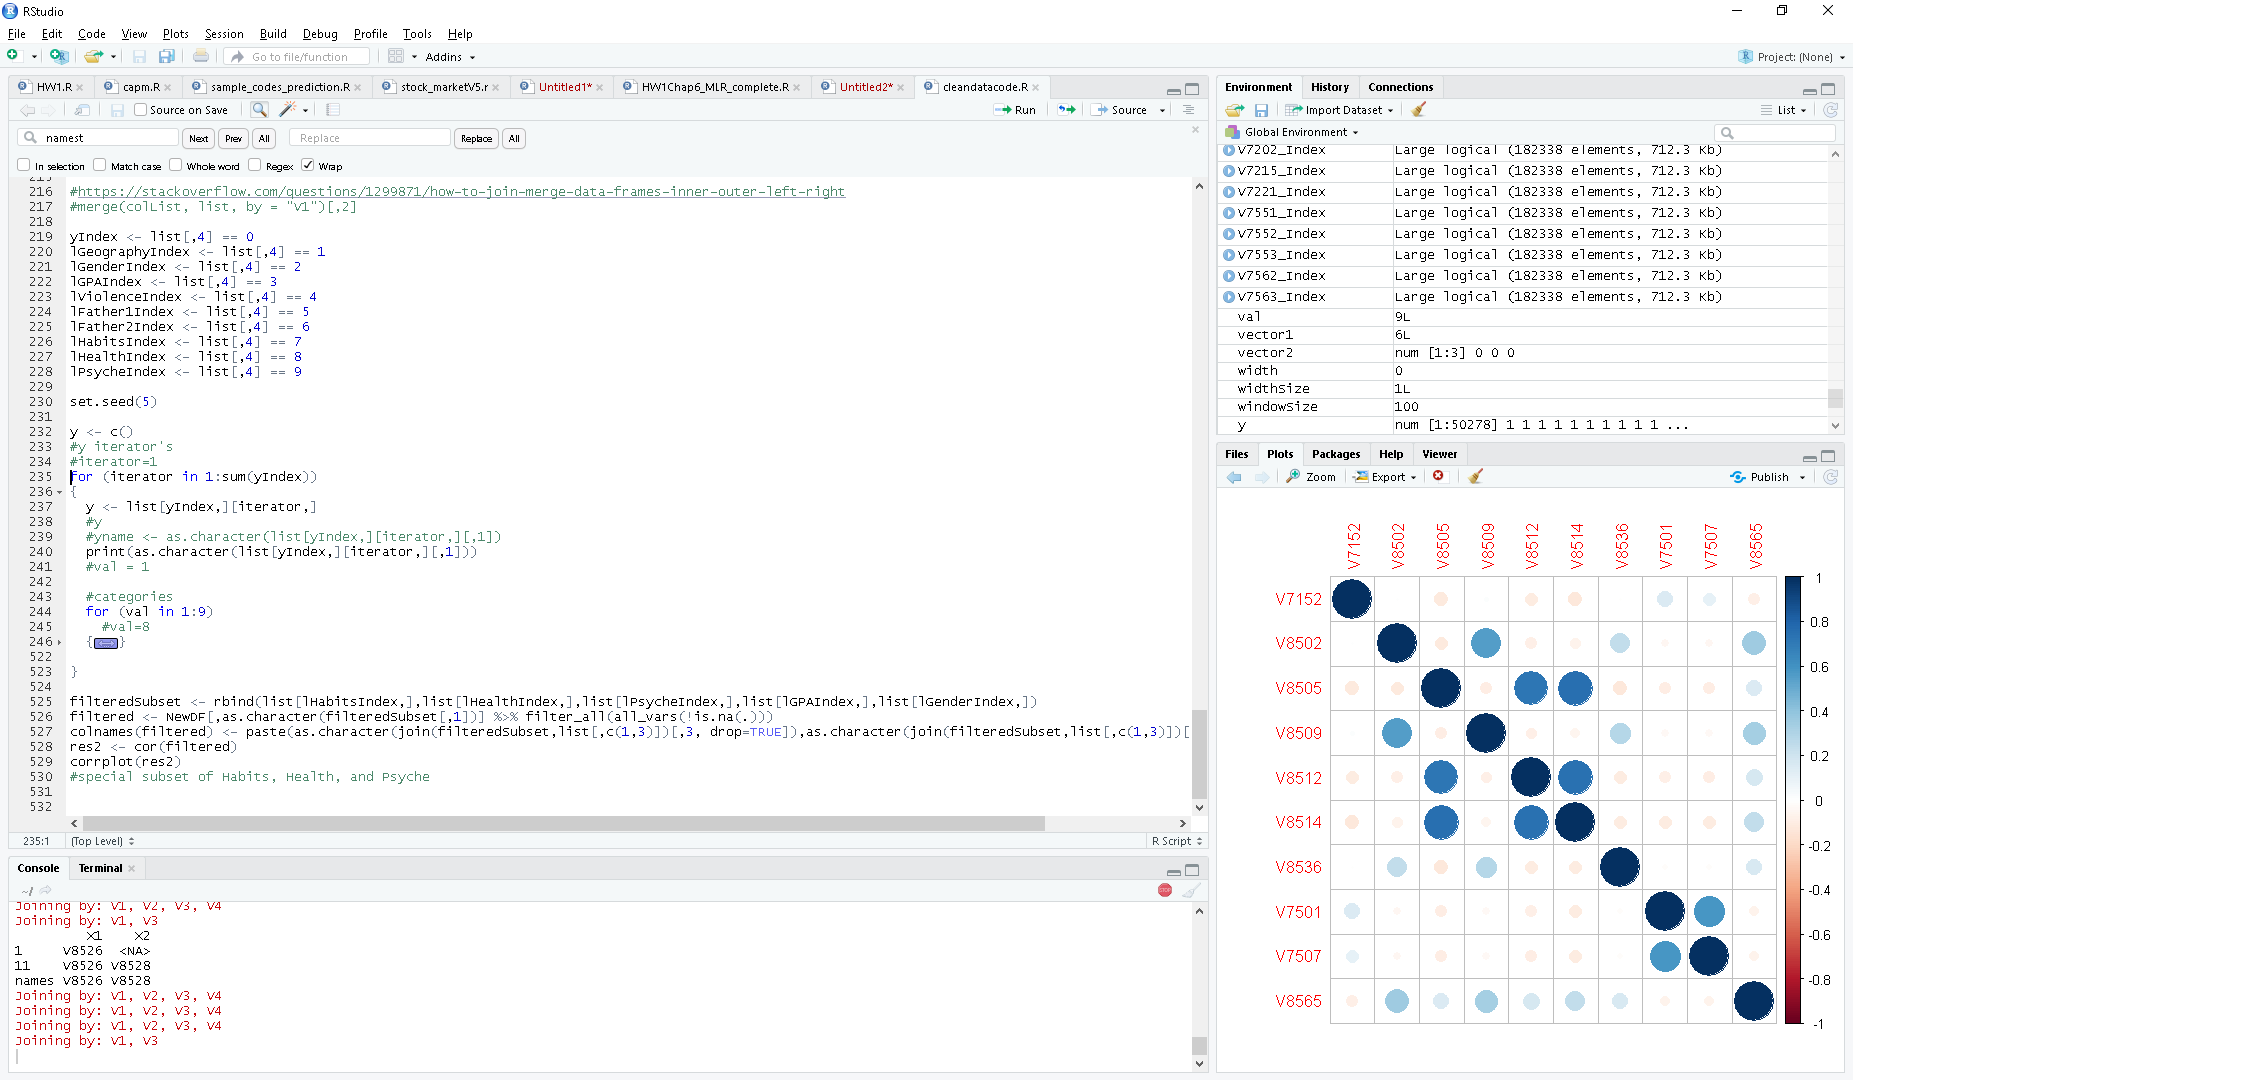 RStudio
File Edit Code View Plots Session Build Debug Profile Tools Help
Go to file/function Addins Project: (None)
HW1.R capm.R sample_codes_prediction.R stock_marketV5.r Untitled1* HW1Chap6_MLR_complete.R Untitled2* cleandatacode.R
Source on Save Run Source
namest Next Prev All Replace Replace All
In selection Match case Whole word Regex Wrap
215
216 #https://stackoverflow.com/questions/1299871/how-to-join-merge-data-frames-inner-outer-left-right
217 #merge(colList, list, by = "V1")[,2]
218
219 yIndex <- list[,4] == 0
220 lGeographyIndex <- list[,4] == 1
221 lGenderIndex <- list[,4] == 2
222 lGPAIndex <- list[,4] == 3
223 lViolenceIndex <- list[,4] == 4
224 lFather1Index <- list[,4] == 5
225 lFather2Index <- list[,4] == 6
226 lHabitsIndex <- list[,4] == 7
227 lHealthIndex <- list[,4] == 8
228 lPsycheIndex <- list[,4] == 9
229
230 set.seed(5)
231
232 y <- c()
233 #y iterator's
234 #iterator=1
235 for (iterator in 1:sum(yIndex))
236 {
237 y <- list[yIndex,][iterator,]
238 #y
239 #yname <- as.character(list[yIndex,][iterator,][,1])
240 print(as.character(list[yIndex,][iterator,][,1]))
241 #val = 1
242
243 #categories
244 for (val in 1:9)
245 #val=8
246 {}
522
523 }
524
525 filteredSubset <- rbind(list[lHabitsIndex,],list[lHealthIndex,],list[lPsycheIndex,],list[lGPAIndex,],list[lGenderIndex,])
526 filtered <- NewDF[,as.character(filteredSubset[,1])] %>% filter_all(all_vars(!is.na(.)))
527 colnames(filtered) <- paste(as.character(join(filteredSubset,list[,c(1,3)])[,3, drop=TRUE]),as.character(join(filteredSubset,list[,c(1,3)])[
528 res2 <- cor(filtered)
529 corrplot(res2)
530 #special subset of Habits, Health, and Psyche
531
532
235:1 (Top Level) R Script
Console Terminal
~/
Joining by: V1, V2, V3, V4
Joining by: V1, V3
X1 X2
1 V8526 <NA>
11 V8526 V8528
names V8526 V8528
Joining by: V1, V2, V3, V4
Joining by: V1, V2, V3, V4
Joining by: V1, V2, V3, V4
Joining by: V1, V3
Environment History Connections
Import Dataset List
Global Environment
V7202_Index Large logical (182338 elements, 712.3 Kb)
V7215_Index Large logical (182338 elements, 712.3 Kb)
V7221_Index Large logical (182338 elements, 712.3 Kb)
V7551_Index Large logical (182338 elements, 712.3 Kb)
V7552_Index Large logical (182338 elements, 712.3 Kb)
V7553_Index Large logical (182338 elements, 712.3 Kb)
V7562_Index Large logical (182338 elements, 712.3 Kb)
V7563_Index Large logical (182338 elements, 712.3 Kb)
val 9L
vector1 6L
vector2 num [1:3] 0 0 0
width 0
widthSize 1L
windowSize 100
y num [1:50278] 1 1 1 1 1 1 1 1 1 1 ...
Files Plots Packages Help Viewer
Zoom Export Publish
V7152 V8502 V8505 V8509 V8512 V8514 V8536 V7501 V7507 V8565
V7152
V8502
V8505
V8509
V8512
V8514
V8536
V7501
V7507
V8565
1
0.8
0.6
0.4
0.2
0
-0.2
-0.4
-0.6
-0.8
-1